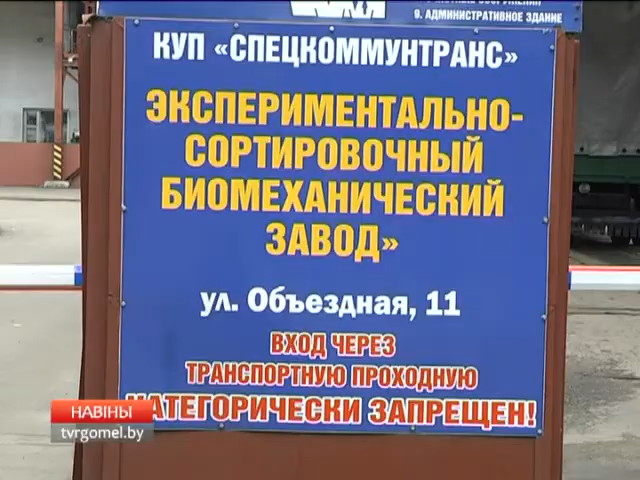 9. АДМИНИСТРАТИВНОЕ ЗДАНИЕ
КУП «СПЕЦКОММУНТРАНС»
ЭКСПЕРИМЕНТАЛЬНО-
СОРТИРОВОЧНЫЙ
БИОМЕХАНИЧЕСКИЙ
ЗАВОД»
ул. Объездная, 11
ВХОД ЧЕРЕЗ
ТРАНСПОРТНУЮ ПРОХОДНУЮ
КАТЕГОРИЧЕСКИ ЗАПРЕЩЕН!
НАВІНЫ
tvrgomel.by